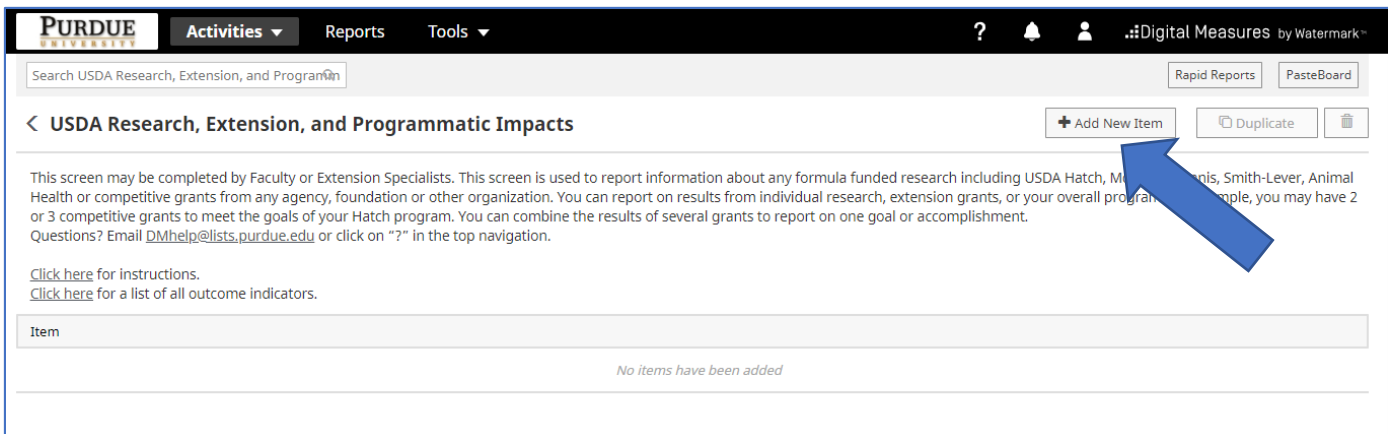 PURDUE
UNIVERSITY
Activities
Reports
Tools
?
Digital Measures by Watermark™
Search USDA Research, Extension, and Programm
Rapid Reports
PasteBoard
< USDA Research, Extension, and Programmatic Impacts
+ Add New Item
Duplicate
This screen may be completed by Faculty or Extension Specialists. This screen is used to report information about any formula funded research including USDA Hatch, Smith-Lever, Animal
Health or competitive grants from any agency, foundation or other organization. You can report on results from individual research, extension grants, or your overall you may have 2
or 3 competitive grants to meet the goals of your Hatch program. You can combine the results of several grants to report on one goal or accomplishment.
Questions? Email DMhelp@lists.purdue.edu or click on "?" in the top navigation.
Click here for instructions.
Click here for a list of all outcome indicators.
Item
No items have been added